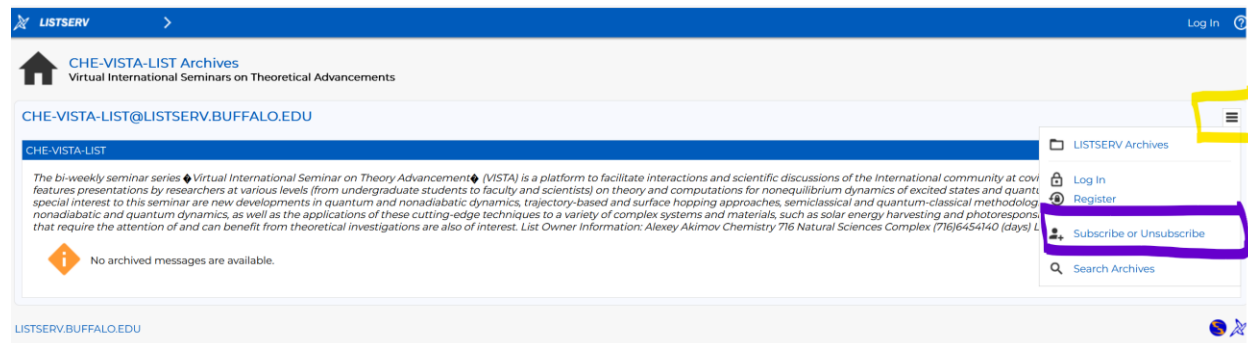 LISTSERV
Log In
CHE-VISTA-LIST Archives
Virtual International Seminars on Theoretical Advancements
CHE-VISTA-LIST@LISTSERV.BUFFALO.EDU
CHE-VISTA-LIST
The bi-weekly seminar series �Virtual International Seminar on Theory Advancement� (VISTA) is a platform to facilitate interactions and scientific discussions of the International community at
features presentations by researchers at various levels (from undergraduate students to faculty and scientists) on theory and computations for nonequilibrium dynamics of excited states and
special interest to this seminar are new developments in quantum and nonadiabatic dynamics, trajectory-based and surface hopping approaches, semiclassical and quantum-classical
nonadiabatic and quantum dynamics, as well as the applications of these cutting-edge techniques to a variety of complex systems and materials, such as solar energy harvesting and
that require the attention of and can benefit from theoretical investigations are also of interest. List Owner Information: Alexey Akimov Chemistry 716 Natural Sciences Complex (716)6454140 (days)
No archived messages are available.
LISTSERV Archives
Log In
Register
Subscribe or Unsubscribe
Search Archives
LISTSERV.BUFFALO.EDU